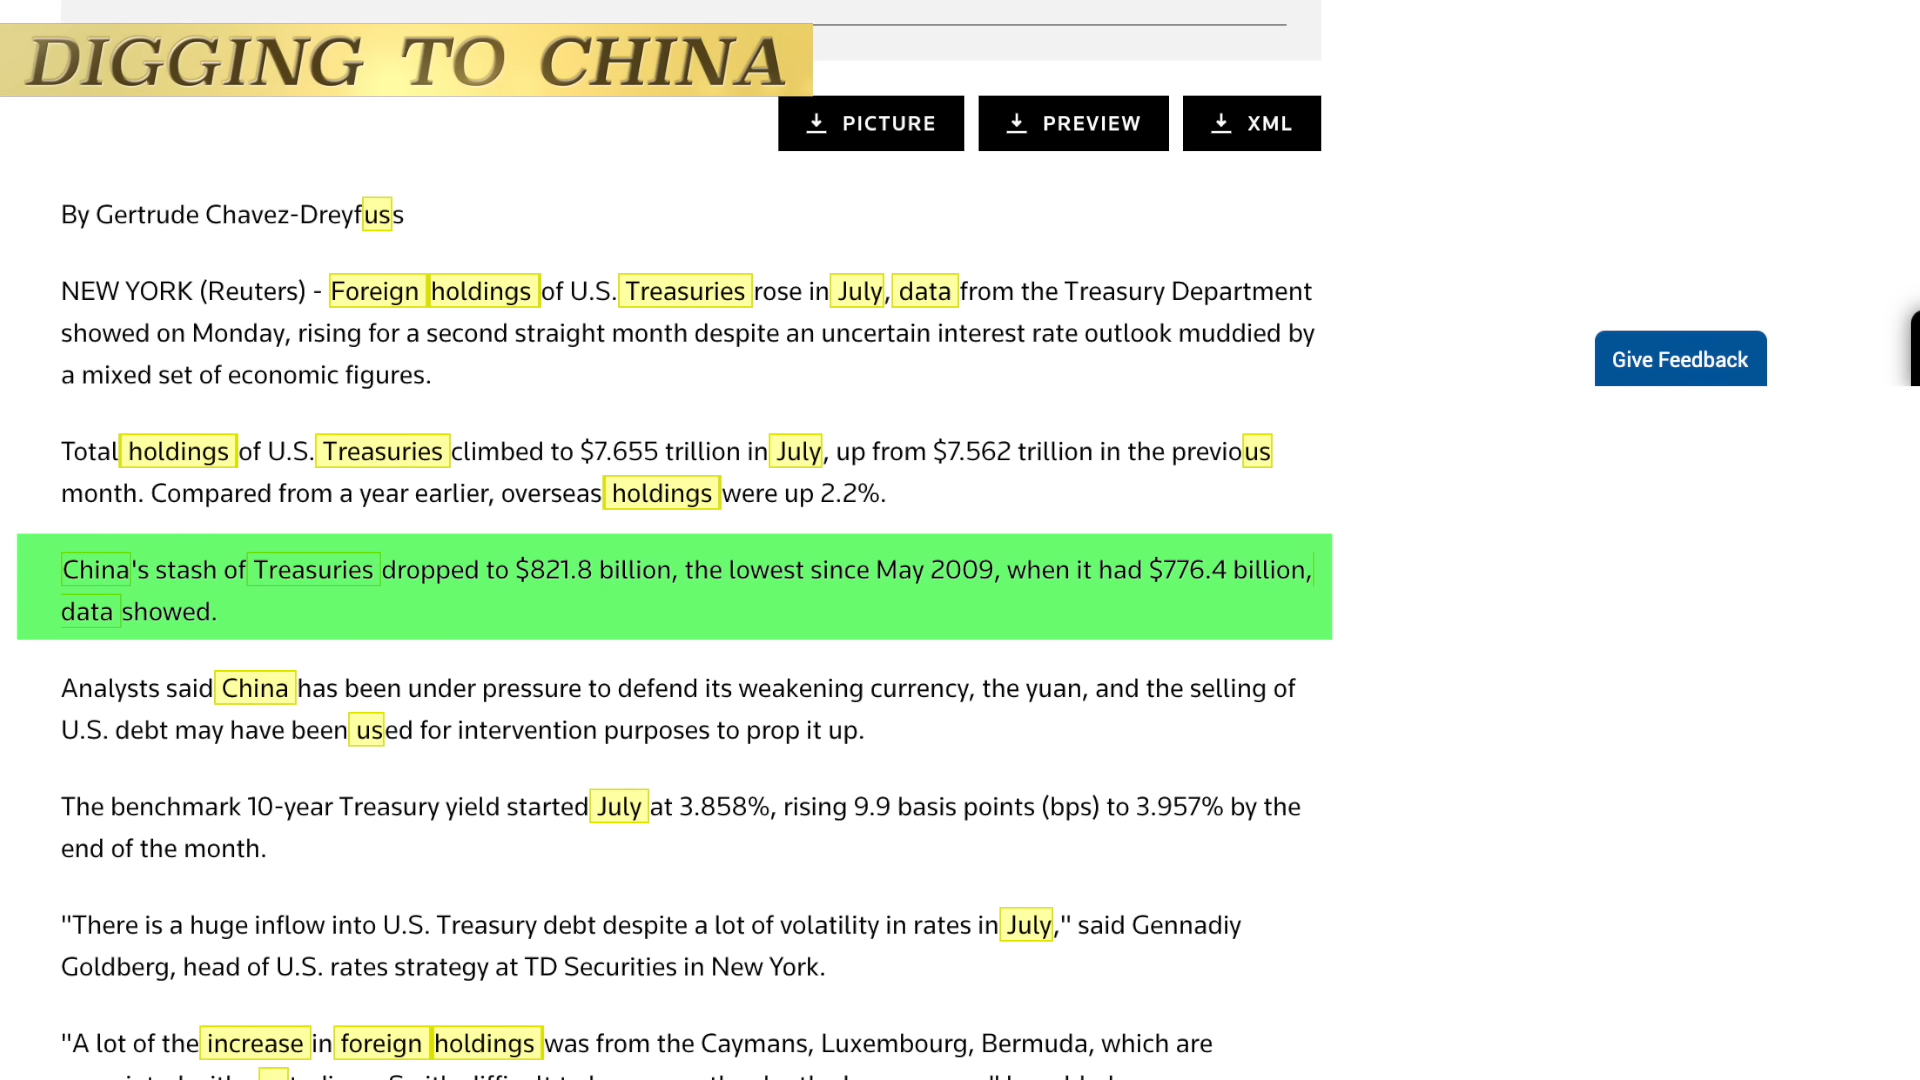 DIGGING TO CHINA
PICTURE PREVIEW XML
By Gertrude Chavez-Dreyfuss
NEW YORK (Reuters) - Foreign holdings of U.S. Treasuries rose in July, data from the Treasury Department
showed on Monday, rising for a second straight month despite an uncertain interest rate outlook muddied by
a mixed set of economic figures.
Give Feedback
Total holdings of U.S. Treasuries climbed to $7.655 trillion in July, up from $7.562 trillion in the previous
month. Compared from a year earlier, overseas holdings were up 2.2%.
China's stash of Treasuries dropped to $821.8 billion, the lowest since May 2009, when it had $776.4 billion,
data showed.
Analysts said China has been under pressure to defend its weakening currency, the yuan, and the selling of
U.S. debt may have been used for intervention purposes to prop it up.
The benchmark 10-year Treasury yield started July at 3.858%, rising 9.9 basis points (bps) to 3.957% by the
end of the month.
"There is a huge inflow into U.S. Treasury debt despite a lot of volatility in rates in July," said Gennadiy
Goldberg, head of U.S. rates strategy at TD Securities in New York.
"A lot of the increase in foreign holdings was from the Caymans, Luxembourg, Bermuda, which are